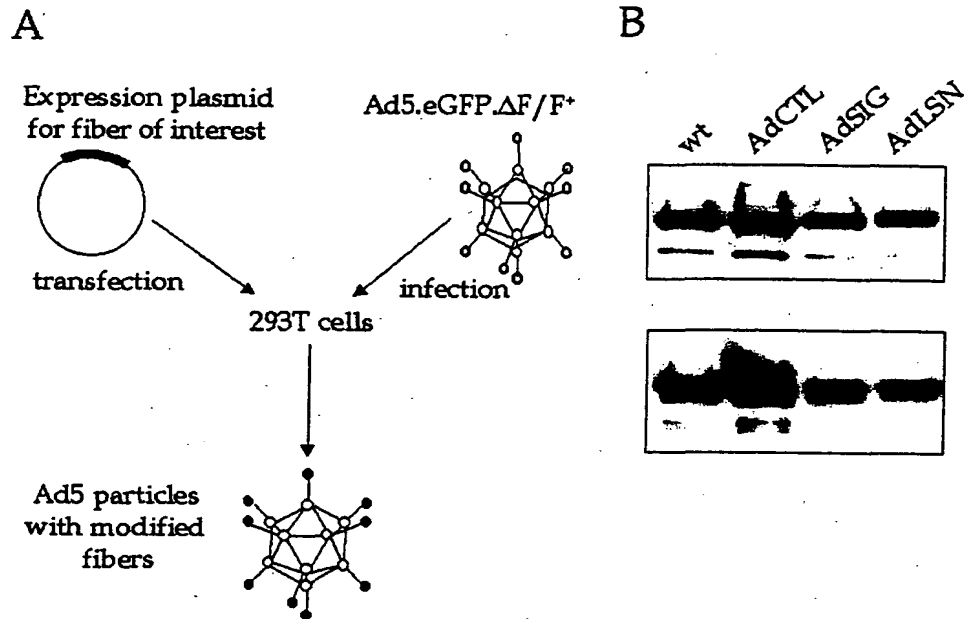 A
Expression plasmid
for fiber of interest
Ad5.eGFP.ΔF/F⁺
transfection
infection
293T cells
Ad5 particles
with modified
fibers
B
wt
AdCTL
AdSIG
AdLSN